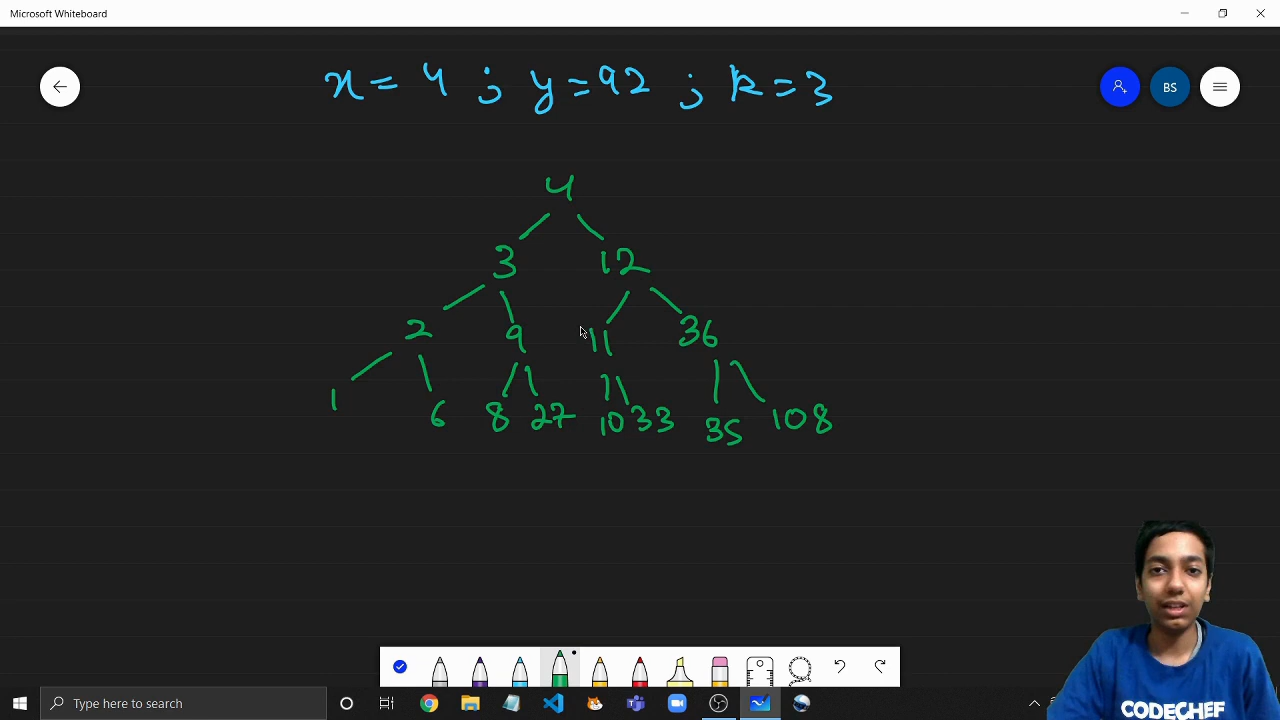 Microsoft Whiteboard
x = 4 ; y = 92 ; k = 3
BS
4
3 12
2 9 11 36
1 6 8 27 10 33 35 108
Type here to search
CODECHEF